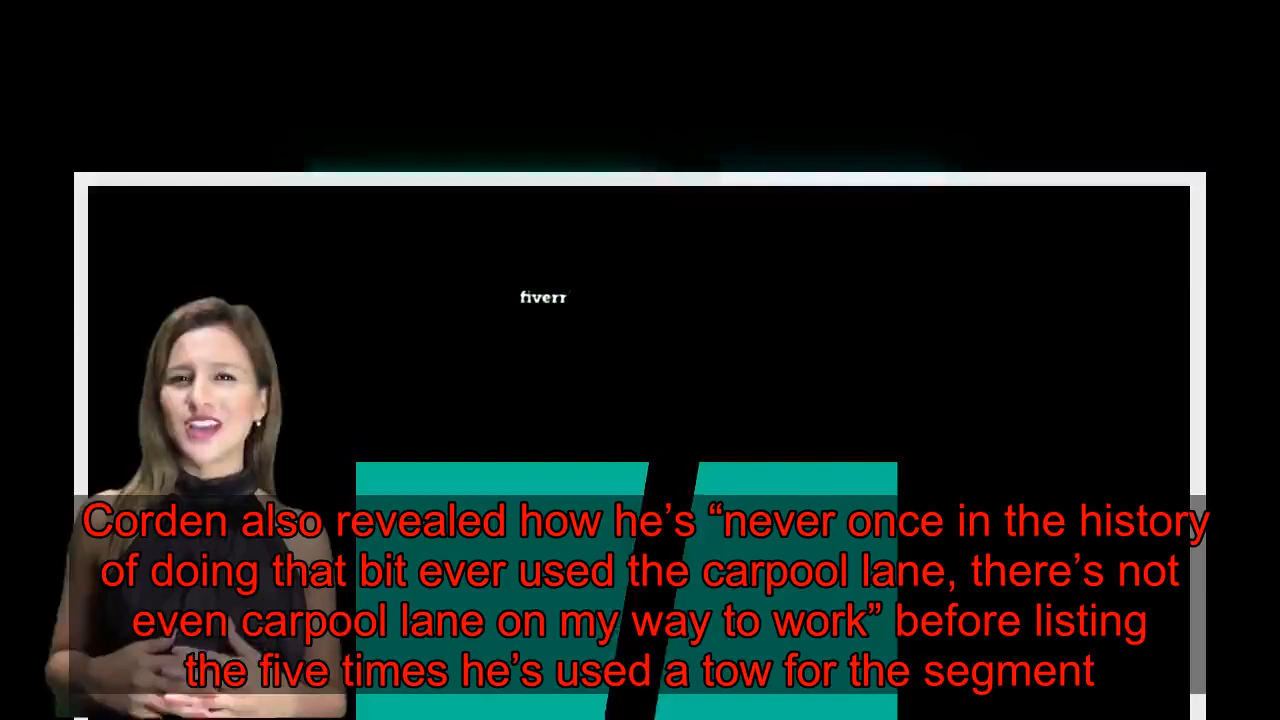 fiverr
Corden also revealed how he’s “never once in the history
of doing that bit ever used the carpool lane, there’s not
even carpool lane on my way to work” before listing
the five times he’s used a tow for the segment